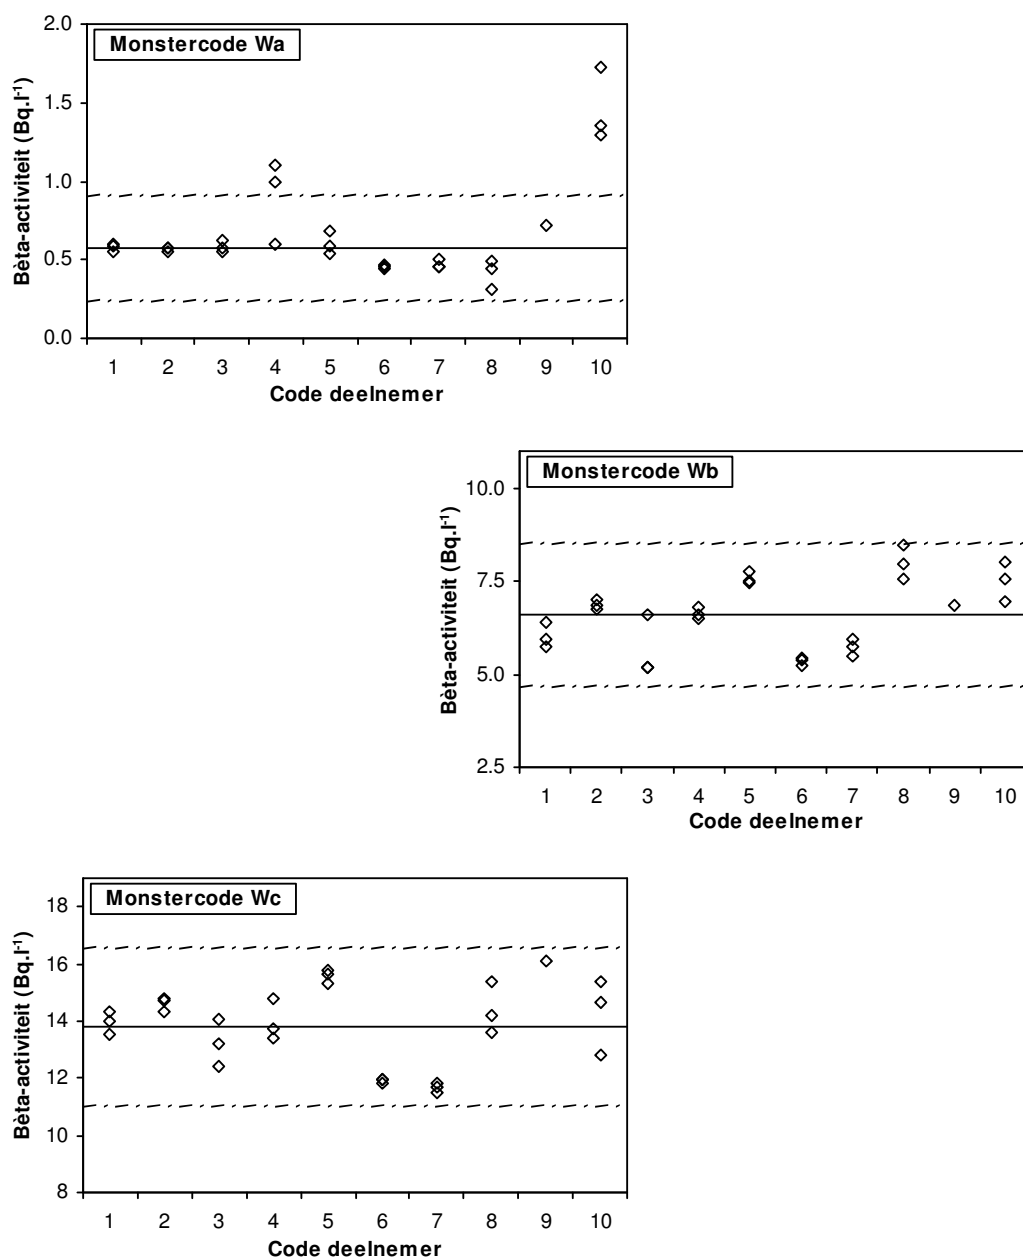 Monstercode Wa
Bèta-activiteit (Bq.l-1)
2.0
1.5
1.0
0.5
0.0
1 2 3 4 5 6 7 8 9 10
Code deelnemer
Monstercode Wb
Bèta-activiteit (Bq.l-1)
10.0
7.5
5.0
2.5
1 2 3 4 5 6 7 8 9 10
Code deelnemer
Monstercode Wc
Bèta-activiteit (Bq.l-1)
18
16
14
12
10
8
1 2 3 4 5 6 7 8 9 10
Code deelnemer